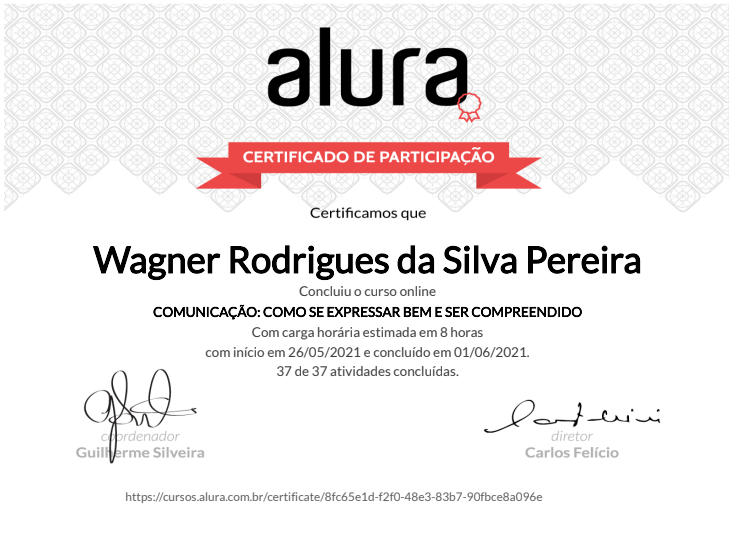 alura
CERTIFICADO DE PARTICIPAÇÃO
Certificamos que
Wagner Rodrigues da Silva Pereira
Concluiu o curso online
COMUNICAÇÃO: COMO SE EXPRESSAR BEM E SER COMPREENDIDO
Com carga horária estimada em 8 horas
com início em 26/05/2021 e concluído em 01/06/2021.
37 de 37 atividades concluídas.
coordenador
Guilherme Silveira
diretor
Carlos Felício
https://cursos.alura.com.br/certificate/8fc65e1d-f2f0-48e3-83b7-90fbce8a096e